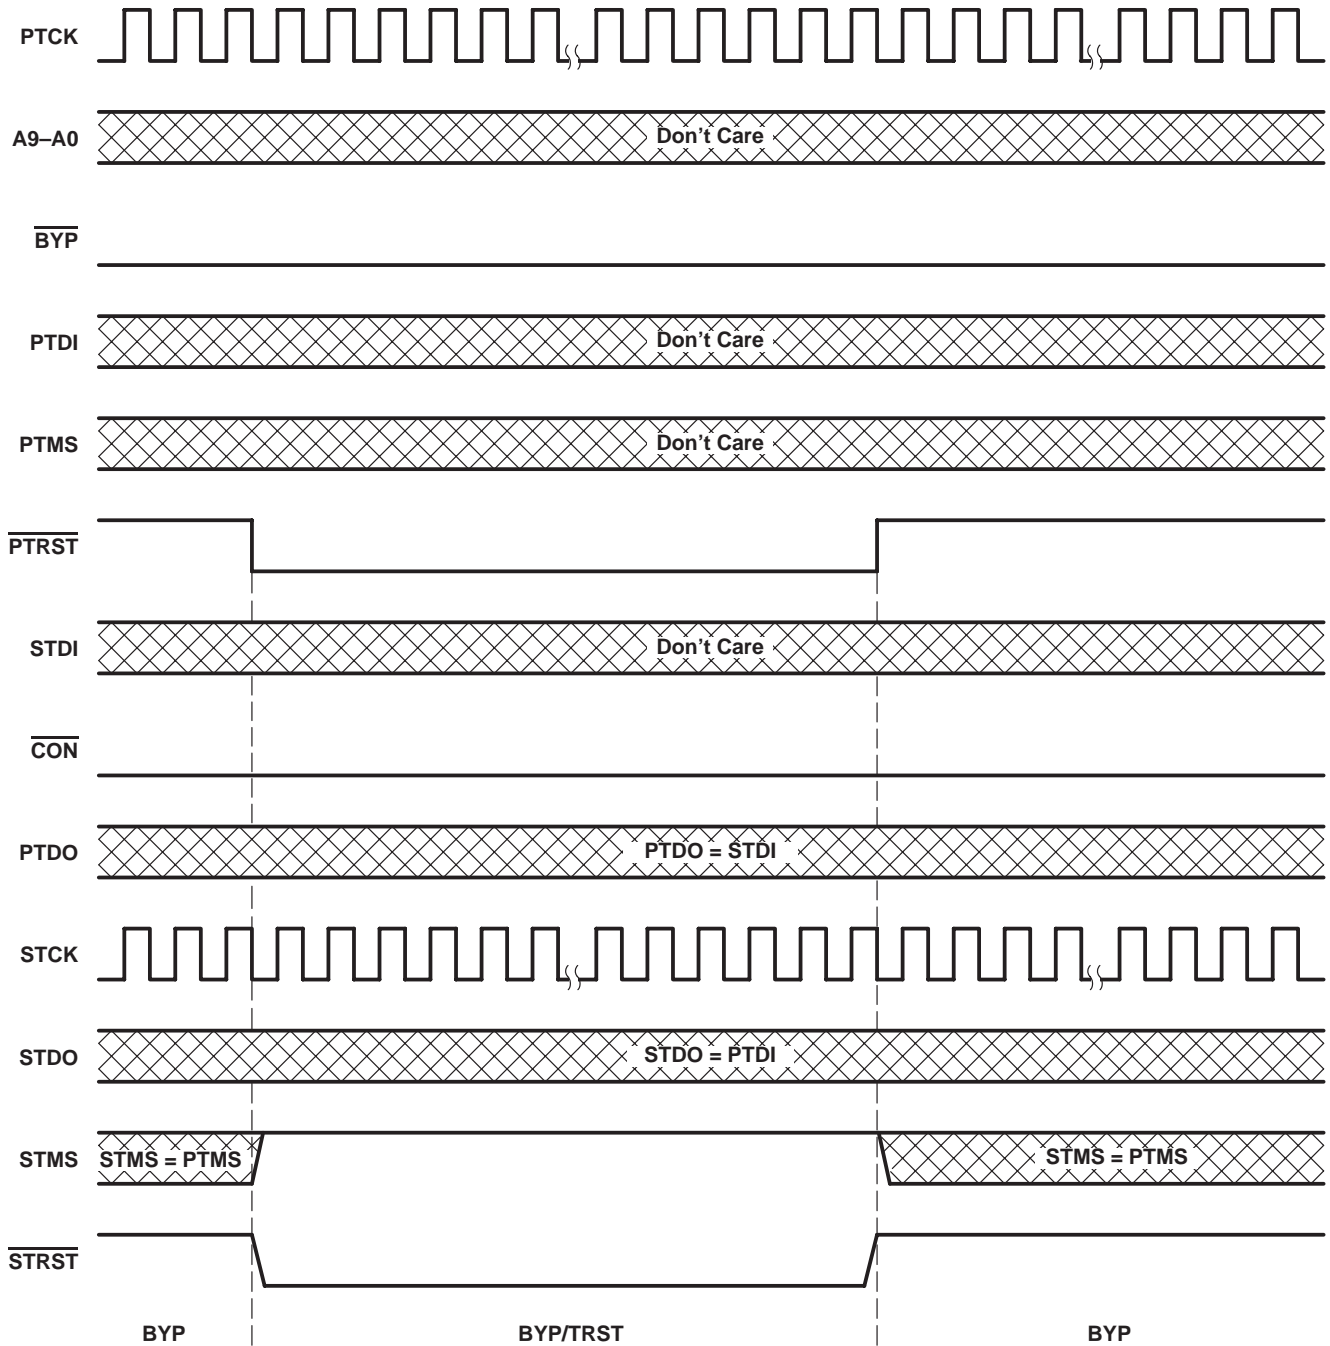 PTCK
A9–A0 Don't Care
BYP
PTDI Don't Care
PTMS Don't Care
PTRST
STDI Don't Care
CON
PTDO PTDO = STDI
STCK
STDO STDO = PTDI
STMS STMS = PTMS STMS = PTMS
STRST
BYP BYP/TRST BYP